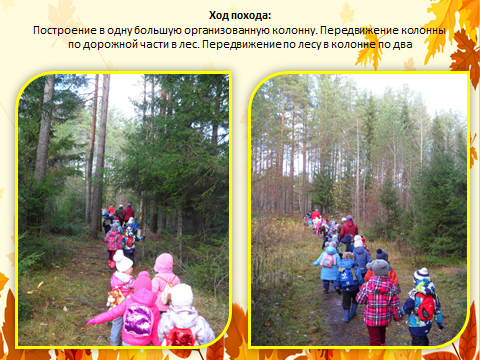 Ход похода:
Построение в одну большую организованную колонну. Передвижение колонны
по дорожной части в лес. Передвижение по лесу в колонне по два